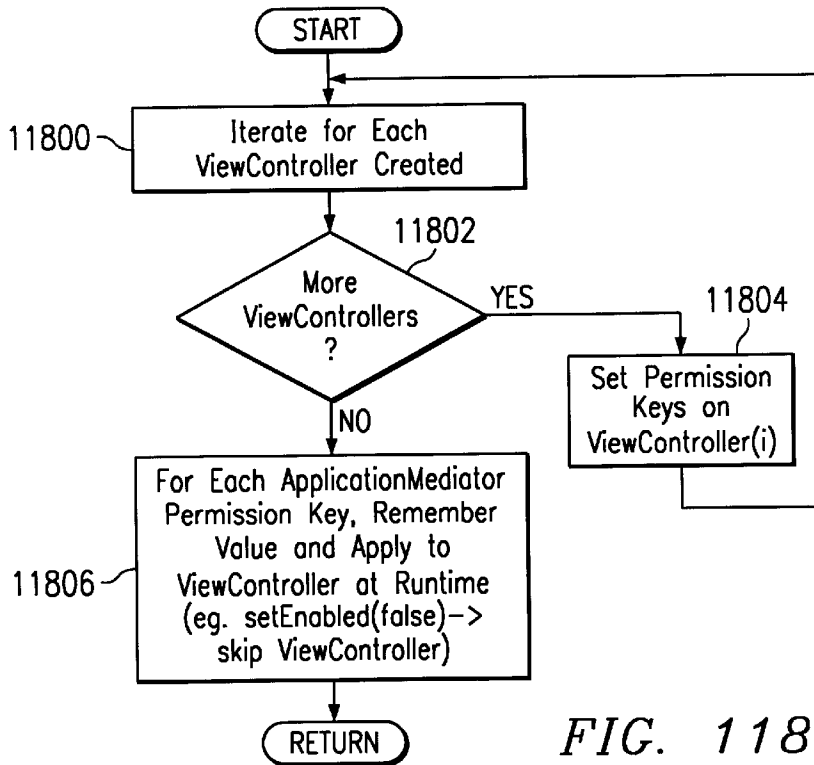 START
11800
Iterate for Each
ViewController Created
11802
More
ViewControllers
?
YES
11804
Set Permission
Keys on
ViewController(i)
NO
For Each ApplicationMediator
Permission Key, Remember
Value and Apply to
ViewController at Runtime
(eg. setEnabled(false)->
skip ViewController)
11806
RETURN
FIG. 118